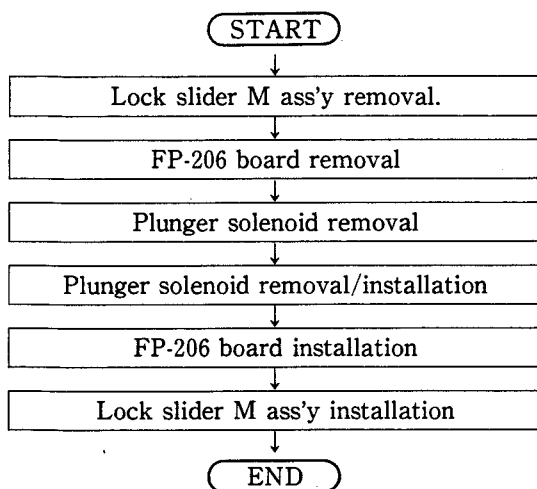 START
Lock slider M ass'y removal.
FP-206 board removal
Plunger solenoid removal
Plunger solenoid removal/installation
FP-206 board installation
Lock slider M ass'y installation
END